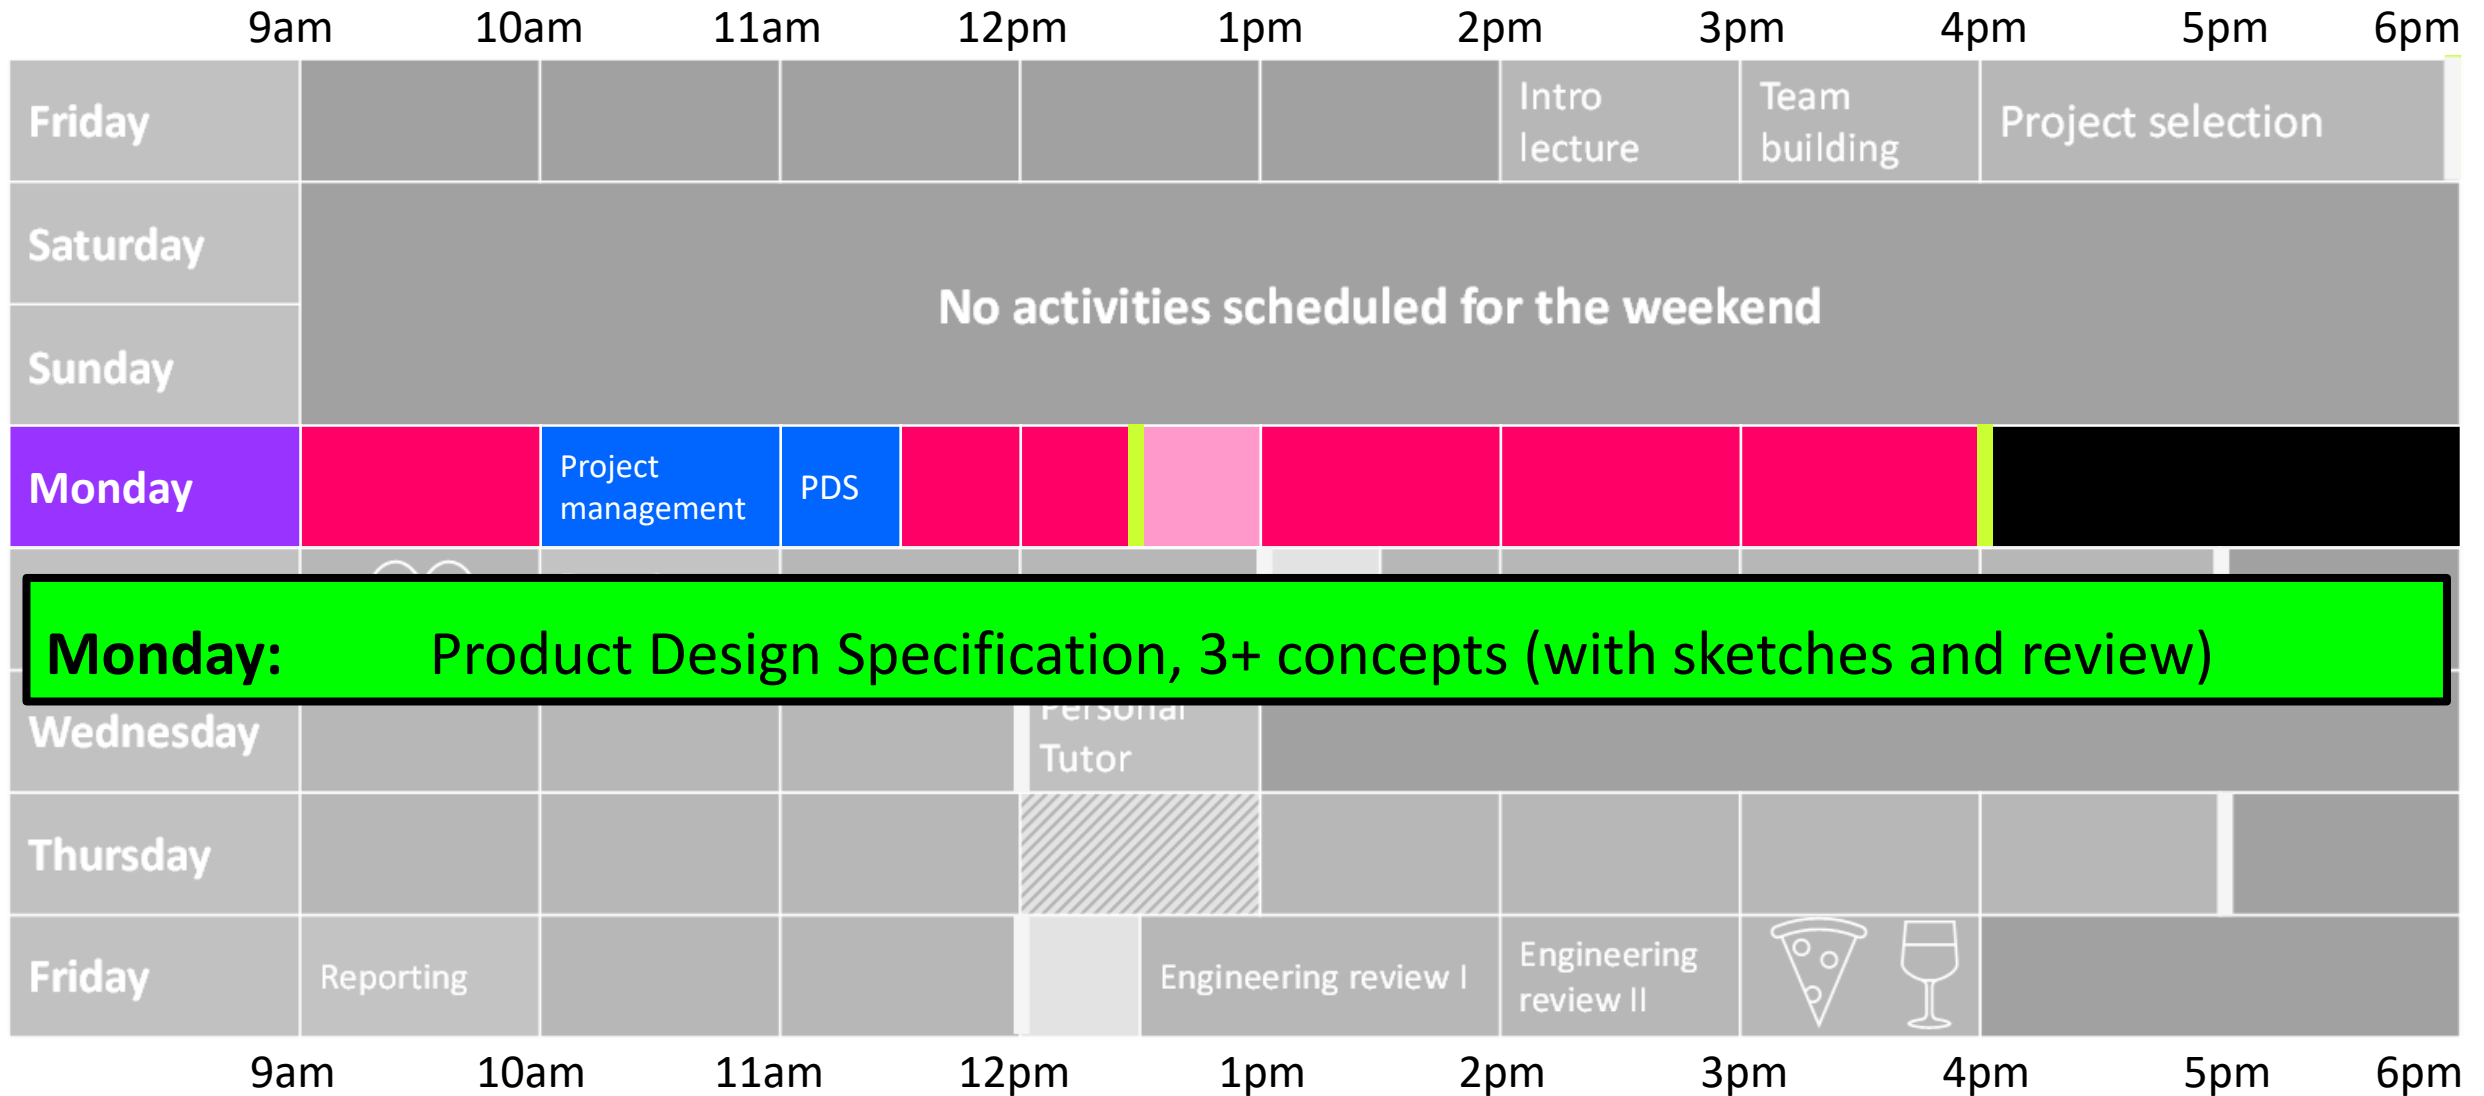 9am 10am 11am 12pm 1pm 2pm 3pm 4pm 5pm 6pm
Friday
Intro
lecture
Team
building
Project selection
Saturday
No activities scheduled for the weekend
Sunday
Monday
Project
management
PDS
Monday: Product Design Specification, 3+ concepts (with sketches and review)
Wednesday
Personal
Tutor
Thursday
Friday
Reporting
Engineering review I
Engineering
review II
9am 10am 11am 12pm 1pm 2pm 3pm 4pm 5pm 6pm